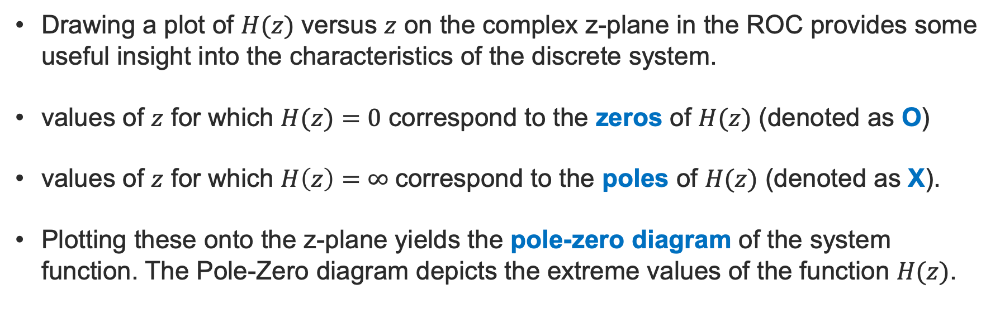 • Drawing a plot of H(z) versus z on the complex z-plane in the ROC provides some
useful insight into the characteristics of the discrete system.
• values of z for which H(z) = 0 correspond to the zeros of H(z) (denoted as O)
• values of z for which H(z) = ∞ correspond to the poles of H(z) (denoted as X).
• Plotting these onto the z-plane yields the pole-zero diagram of the system
function. The Pole-Zero diagram depicts the extreme values of the function H(z).